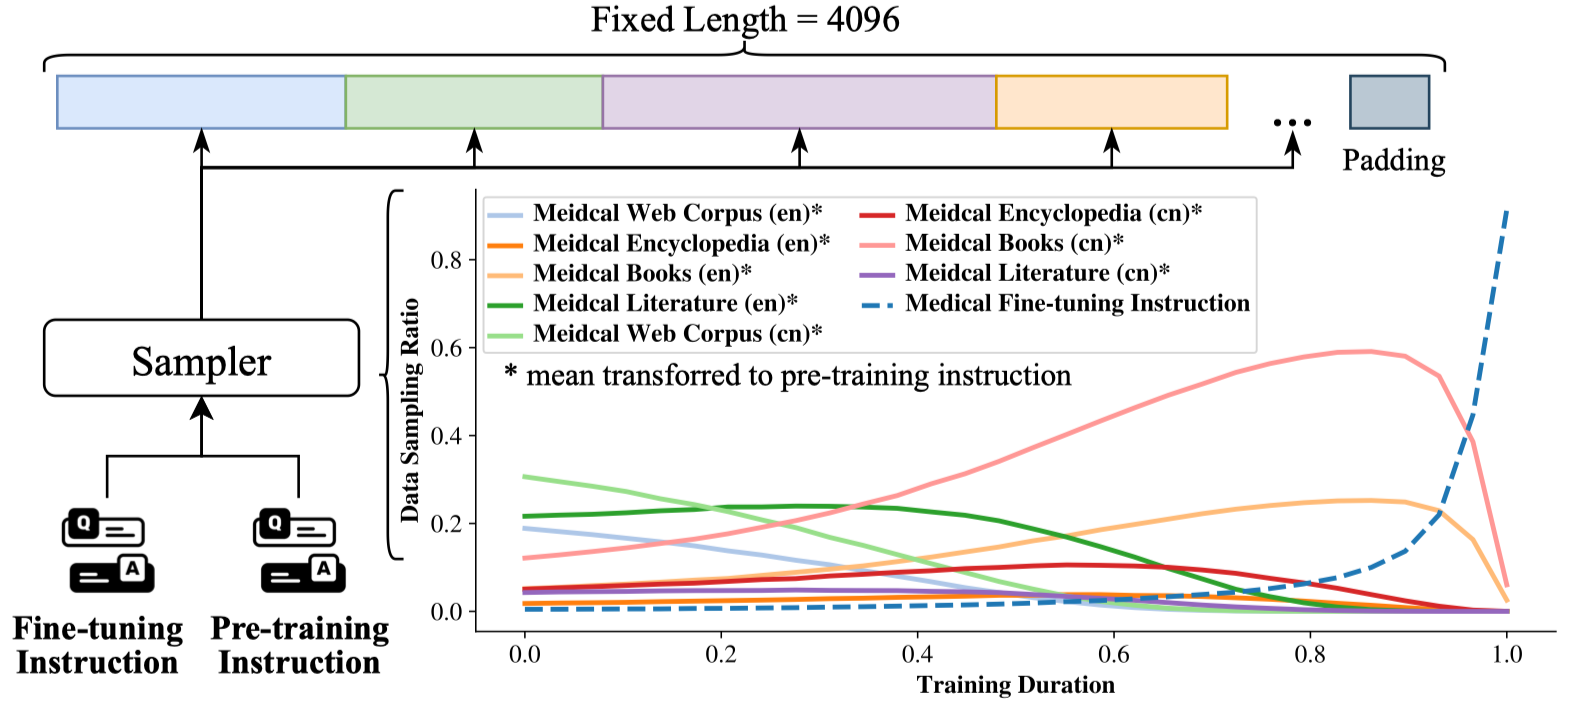 Fixed Length = 4096
...
Padding
Sampler
Q
A
Q
A
Fine-tuning
Instruction
Pre-training
Instruction
Data Sampling Ratio
0.8
0.6
0.4
0.2
0.0
Meidcal Web Corpus (en)*
Meidcal Encyclopedia (en)*
Meidcal Books (en)*
Meidcal Literature (en)*
Meidcal Web Corpus (cn)*
Meidcal Encyclopedia (cn)*
Meidcal Books (cn)*
Meidcal Literature (cn)*
Medical Fine-tuning Instruction
* mean transferred to pre-training instruction
0.0
0.2
0.4
0.6
0.8
1.0
Training Duration